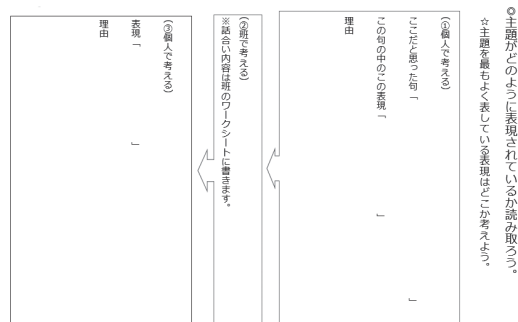 ◎主題がどのように表現されているか読み取ろう。
☆主題を最もよく表している表現はどこか考えよう。
(①個人で考える)
ここだと思った句「　　　　　　　　　　」
この句の中のこの表現「　　　　　」
理由
(②班で考える)
※話合い内容は班のワークシートに書きます。
(③個人で考える)
表現「　　　　　」
理由